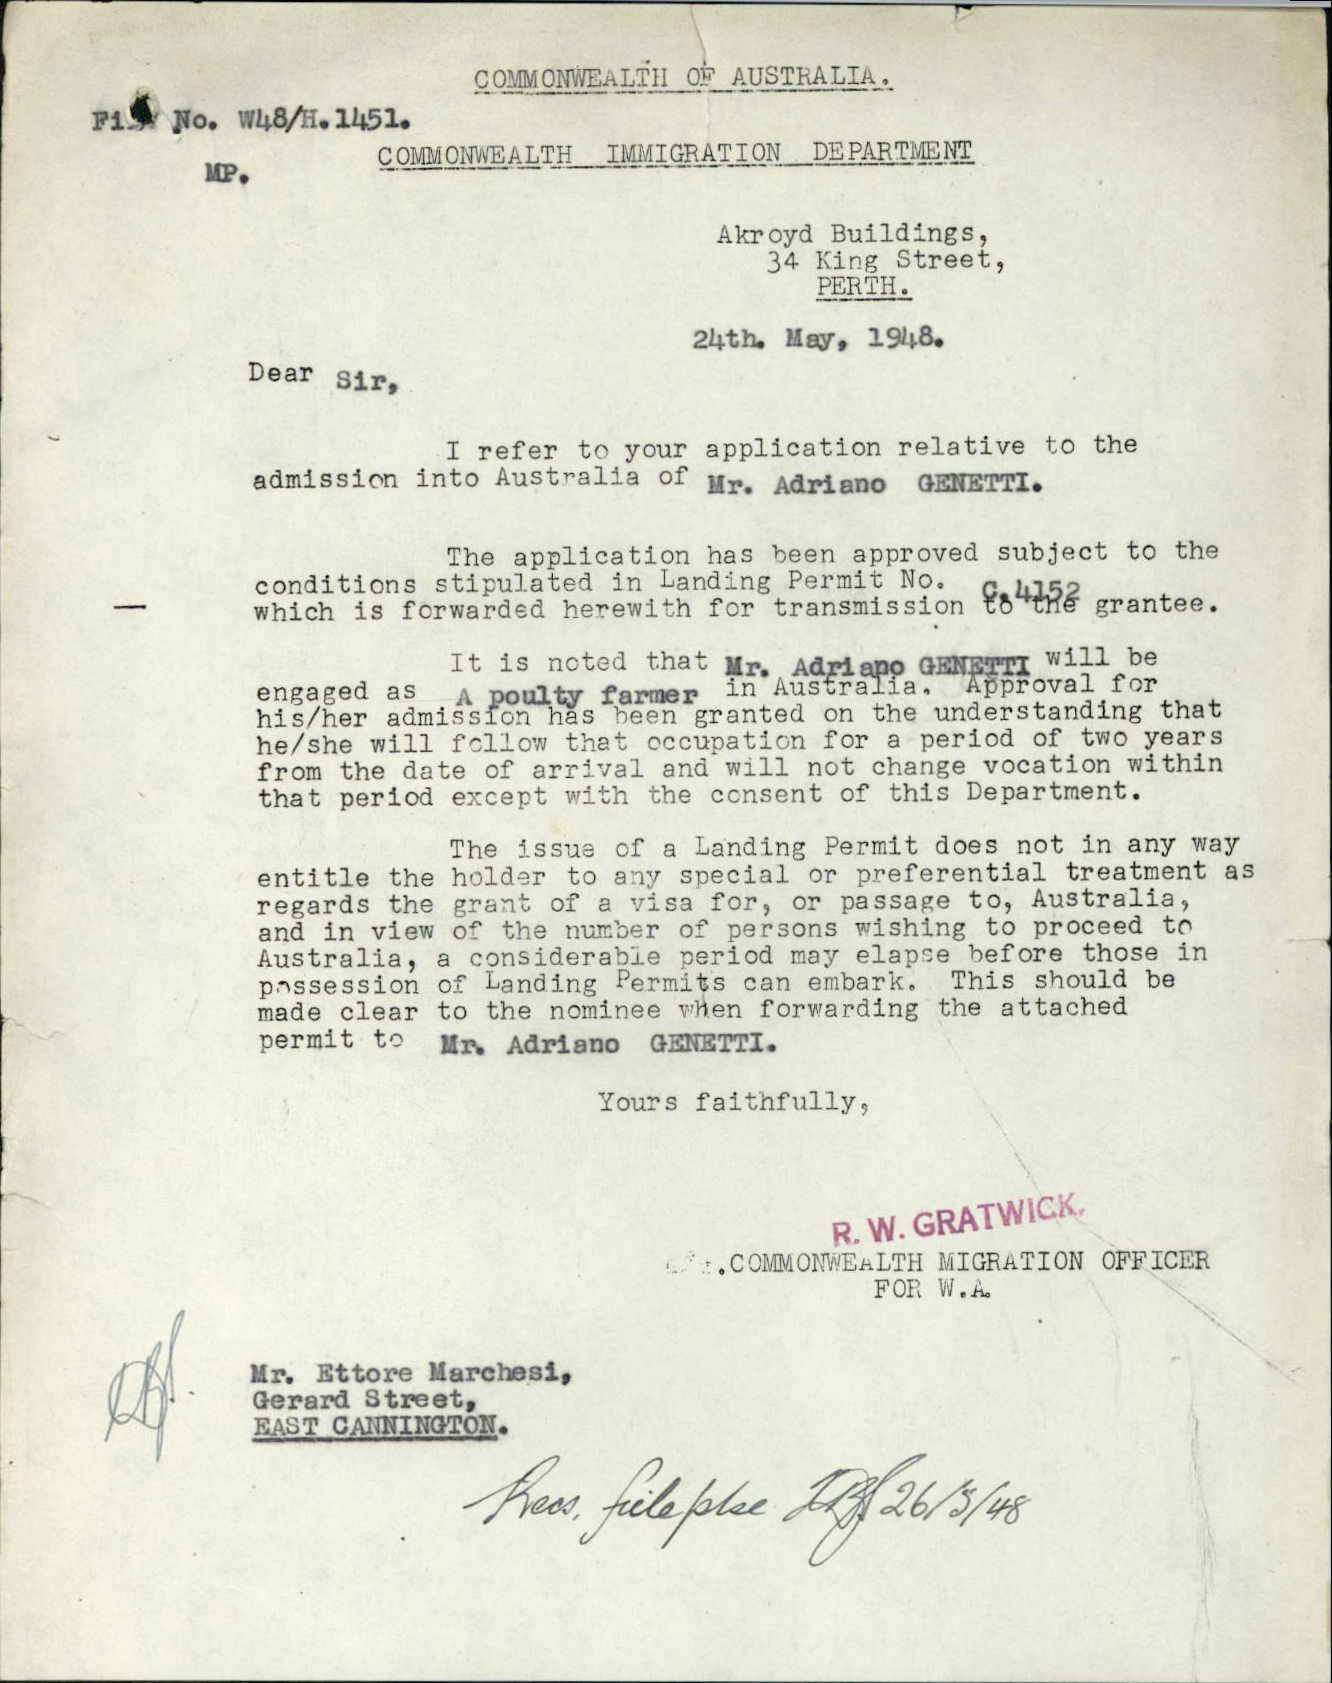 COMMONWEALTH OF AUSTRALIA.
File No. W48/H.1451.
COMMONWEALTH IMMIGRATION DEPARTMENT
MP.
Akroyd Buildings,
34 King Street,
PERTH.
24th. May, 1948.
Dear Sir,
I refer to your application relative to the
admission into Australia of Mr. Adriano GENETTI.
The application has been approved subject to the
conditions stipulated in Landing Permit No. C.4152
which is forwarded herewith for transmission to the grantee.
It is noted that Mr. Adriano GENETTI will be
engaged as A poulty farmer in Australia. Approval for
his/her admission has been granted on the understanding that
he/she will follow that occupation for a period of two years
from the date of arrival and will not change vocation within
that period except with the consent of this Department.
The issue of a Landing Permit does not in any way
entitle the holder to any special or preferential treatment as
regards the grant of a visa for, or passage to, Australia,
and in view of the number of persons wishing to proceed to
Australia, a considerable period may elapse before those in
possession of Landing Permits can embark. This should be
made clear to the nominee when forwarding the attached
permit to Mr. Adriano GENETTI.
Yours faithfully,
R. W. GRATWICK.
.COMMONWEALTH MIGRATION OFFICER
FOR W.A.
Mr. Ettore Marchesi,
Gerard Street,
EAST CANNINGTON.
Recs. file pse 26/5/48